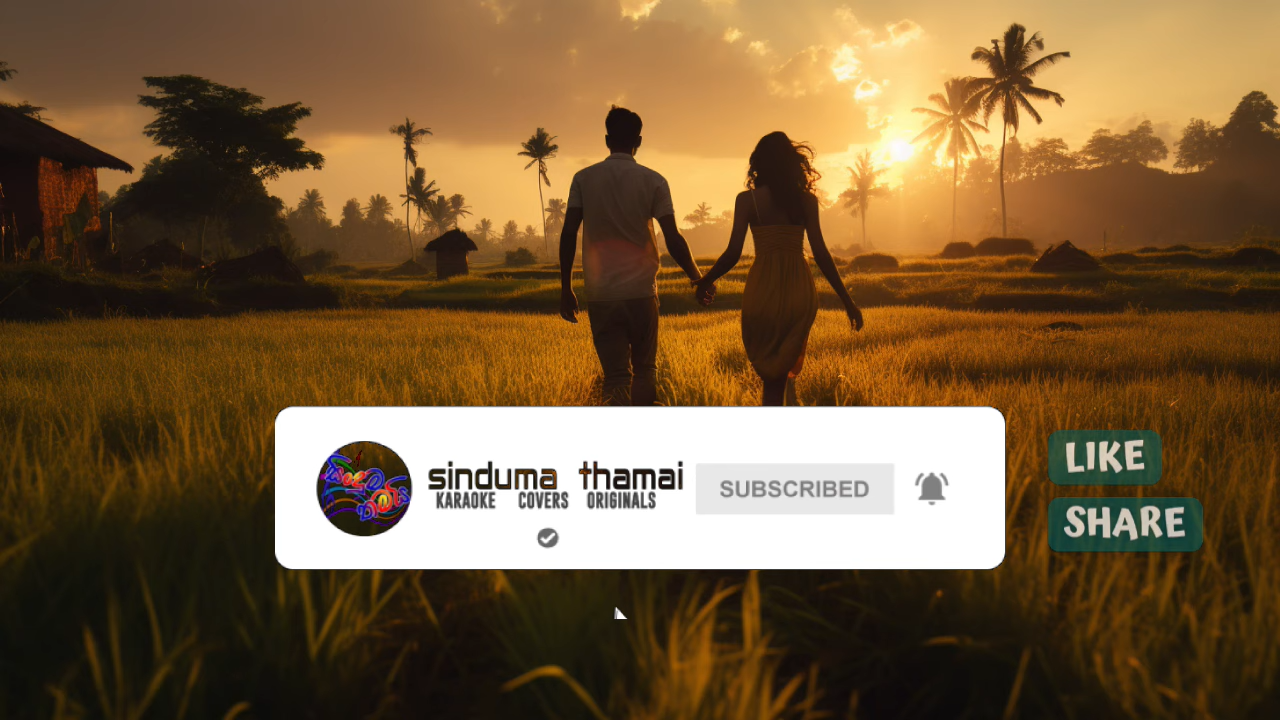 sinduma thamai
KARAOKE COVERS ORIGINALS
SUBSCRIBED
LIKE
SHARE